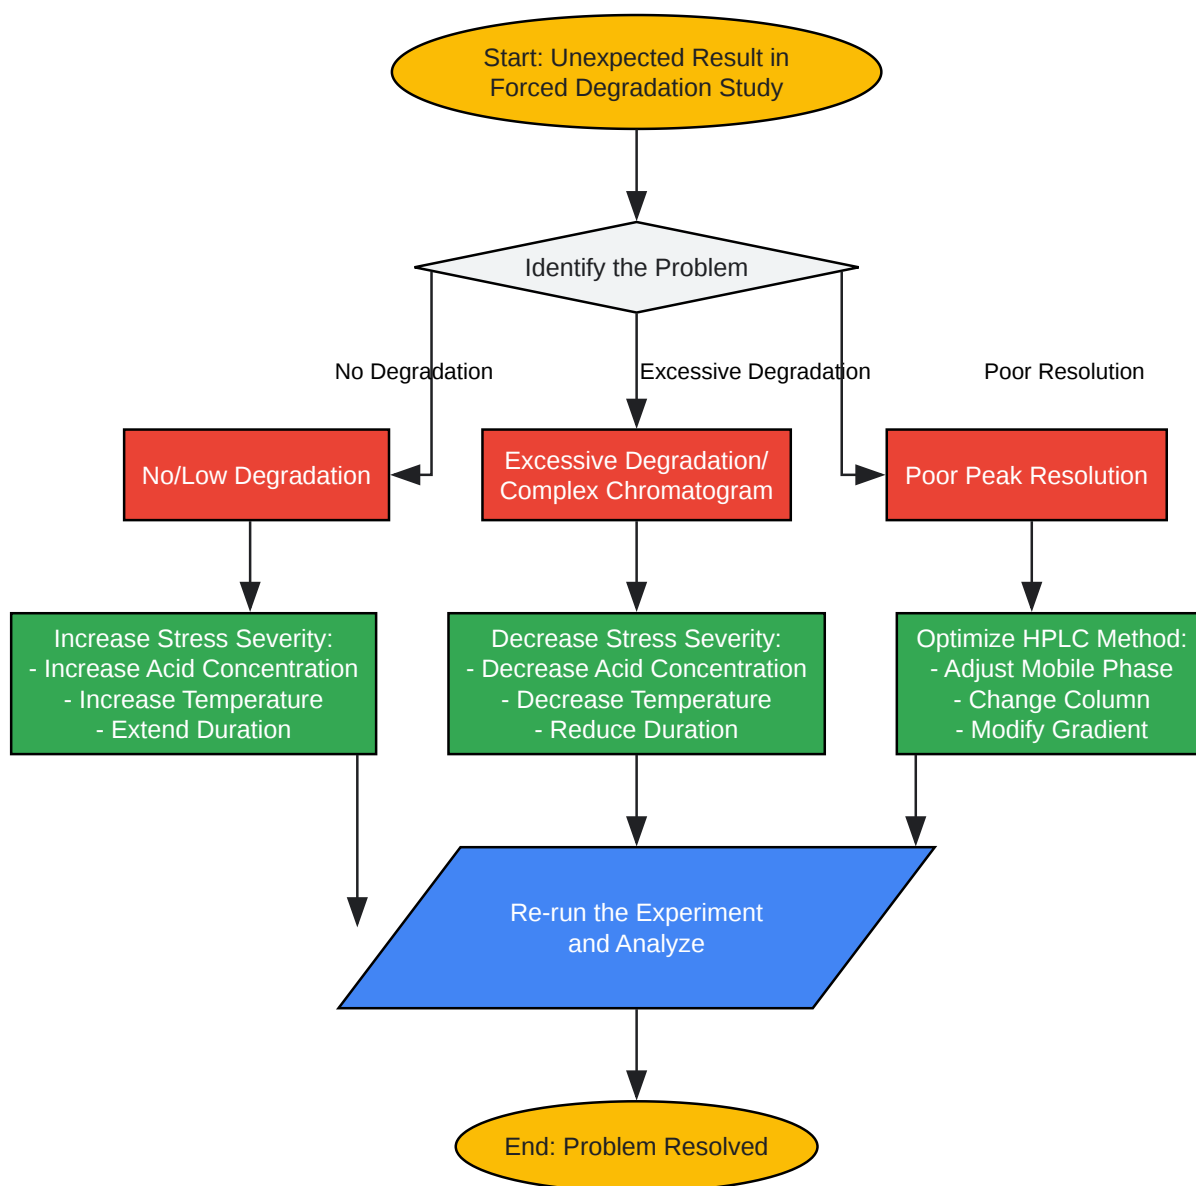 Start: Unexpected Result in
Forced Degradation Study
Identify the Problem
No Degradation
Excessive Degradation
Poor Resolution
No/Low Degradation
Excessive Degradation/
Complex Chromatogram
Poor Peak Resolution
Increase Stress Severity:
- Increase Acid Concentration
- Increase Temperature
- Extend Duration
Decrease Stress Severity:
- Decrease Acid Concentration
- Decrease Temperature
- Reduce Duration
Optimize HPLC Method:
- Adjust Mobile Phase
- Change Column
- Modify Gradient
Re-run the Experiment
and Analyze
End: Problem Resolved